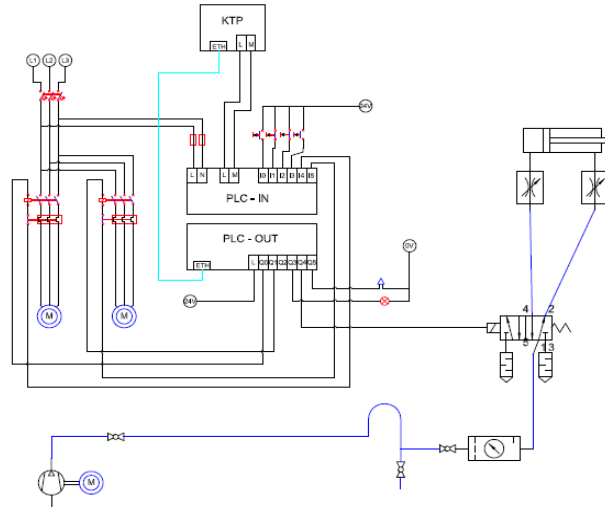 KTP
L1 L2 L3
ETH L M
24V
L N L M I0 I1 I2 I3 I4 I5
PLC - IN
PLC - OUT
0V
ETH L Q0 Q1 Q2 Q3 Q4 Q5
24V
4 2
M M
5 1 3
M